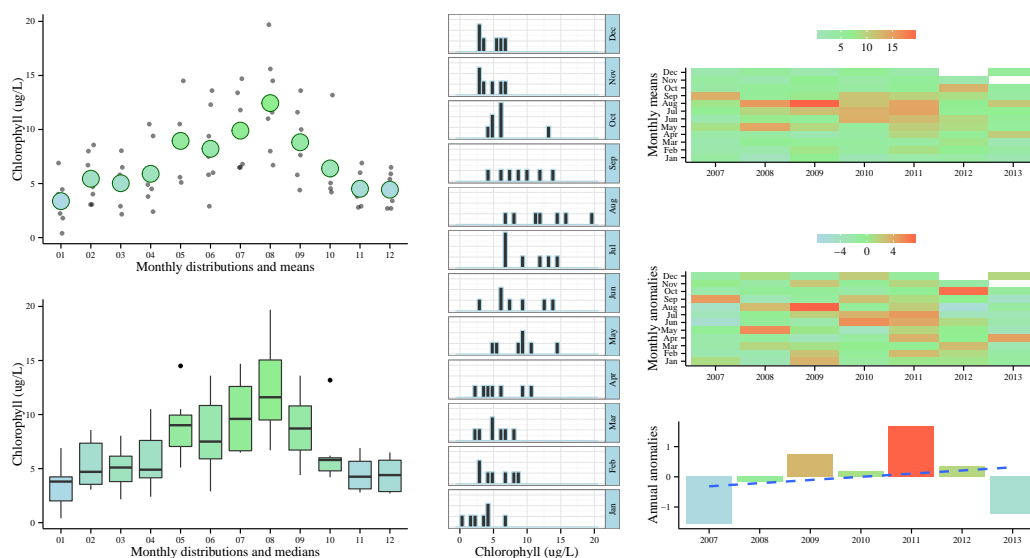 20
15
10
5
0
Chlorophyll (ug/L)
01 02 03 04 05 06 07 08 09 10 11 12
Monthly distributions and means
20
15
10
5
0
Chlorophyll (ug/L)
01 02 03 04 05 06 07 08 09 10 11 12
Monthly distributions and medians
Dec
Nov
Oct
Sep
Aug
Jul
Jun
May
Apr
Mar
Feb
Jan
0 5 10 15 20
Chlorophyll (ug/L)
5 10 15
Monthly means
Dec
Nov
Oct
Sep
Aug
Jul
Jun
May
Apr
Mar
Feb
Jan
2007 2008 2009 2010 2011 2012 2013
−4 0 4
Monthly anomalies
Dec
Nov
Oct
Sep
Aug
Jul
Jun
May
Apr
Mar
Feb
Jan
2007 2008 2009 2010 2011 2012 2013
Annual anomalies
1
0
−1
2007 2008 2009 2010 2011 2012 2013